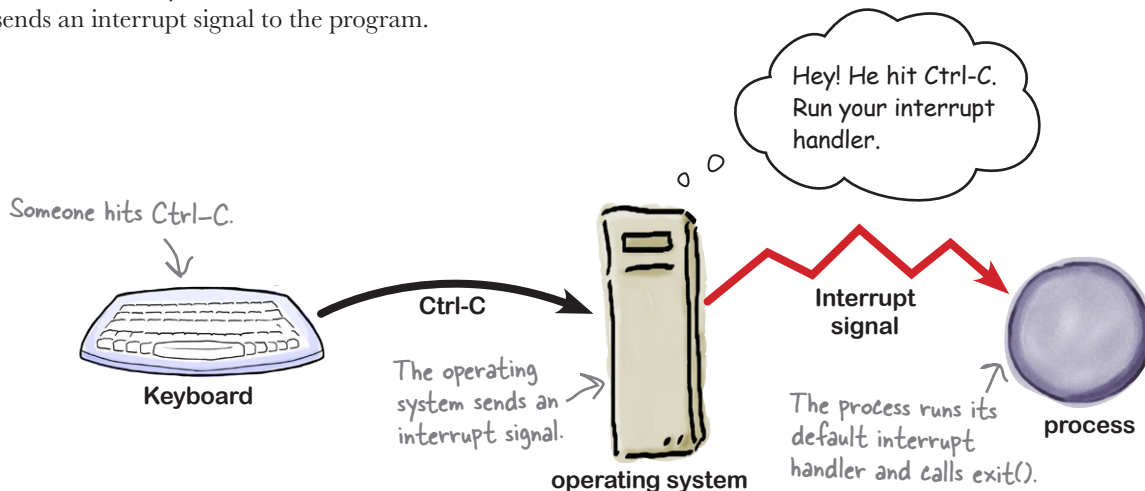 sends an interrupt signal to the program.
Hey! He hit Ctrl-C.
Run your interrupt
handler.
Someone hits Ctrl-C.
Ctrl-C
Interrupt
signal
Keyboard
The operating
system sends an
interrupt signal.
The process runs its
default interrupt
handler and calls exit().
process
operating system